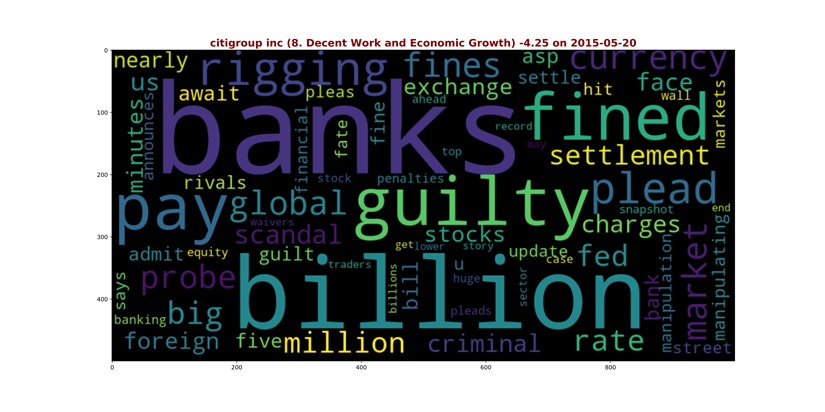 citigroup inc (8. Decent Work and Economic Growth) -4.25 on 2015-05-20
nearly rigging fines asp currency
us await pleas exchange settle hit face wall
minutes announces financial fate fine ahead banks record fined markets
top may settlement
rivals stock penalties plead
pay global waivers guilty snapshot end
scandal stocks charges
admit equity guilt get lower story update case fed
says probe traders billions bill u huge sector bank manipulation market manipulating
banking big billion pleads
foreign five million criminal rate street
0
100
200
300
400
0 200 400 600 800